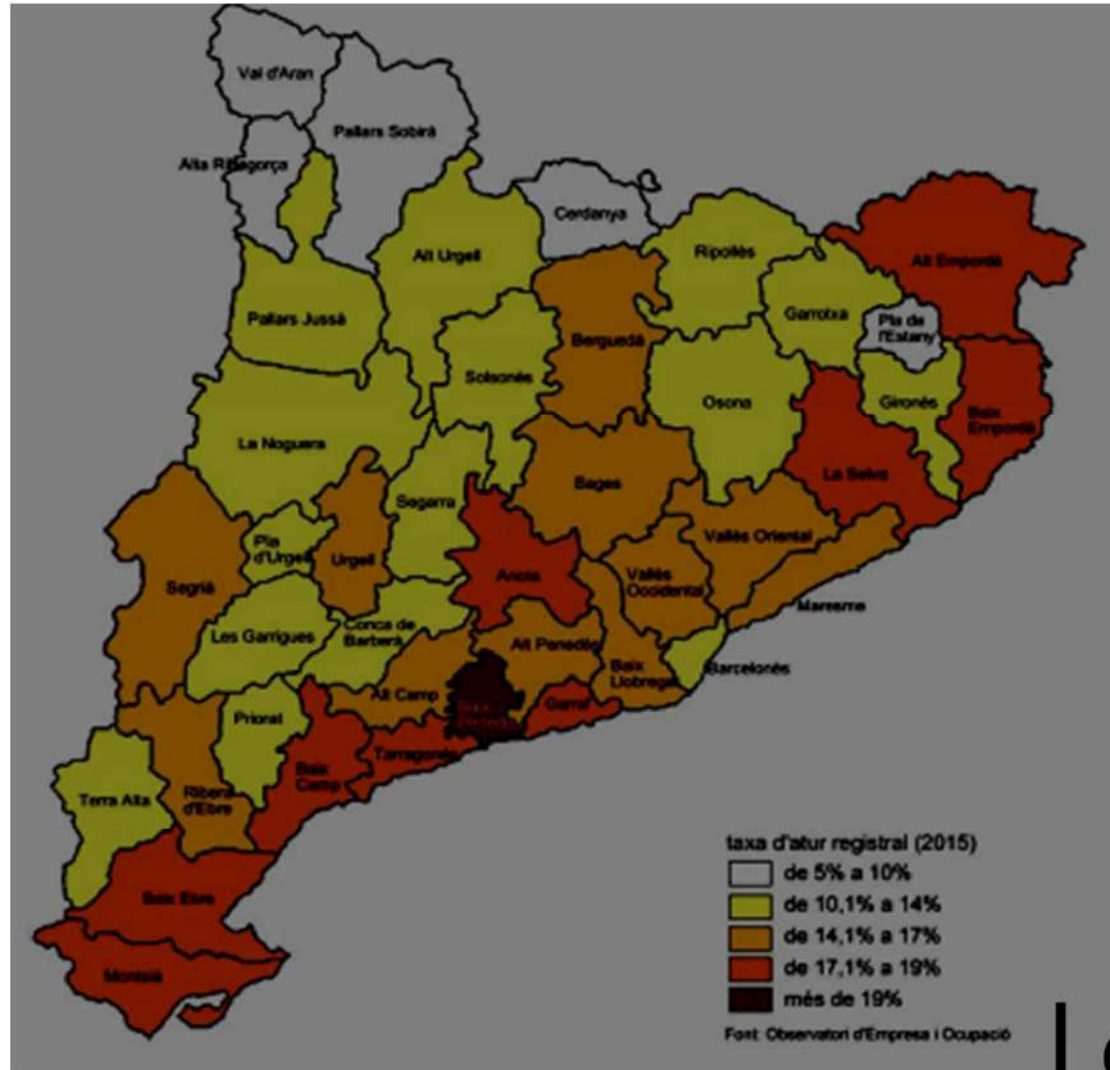 Val d'Aran
Pallars Sobirà
Alta Ribagorça
Cerdanya
Alt Urgell
Ripollès
Alt Empordà
Pallars Jussà
Garrotxa
Pla de
l'Estany
Berguedà
Solsonès
Osona
Gironès
Baix
Empordà
La Noguera
La Selva
Segarra
Bages
Pla
d'Urgell
Urgell
Vallès Oriental
Segrià
Anoia
Vallès
Occidental
Maresme
Les Garrigues
Conca de
Barberà
Alt Penedès
Baix
Llobregat
Barcelonès
Alt Camp
Baix
Penedès
Garraf
Priorat
Tarragonès
Baix
Camp
Terra Alta
Ribera
d'Ebre
Baix Ebre
Montsià
taxa d'atur registral (2015)
de 5% a 10%
de 10,1% a 14%
de 14,1% a 17%
de 17,1% a 19%
més de 19%
Font: Observatori d'Empresa i Ocupació